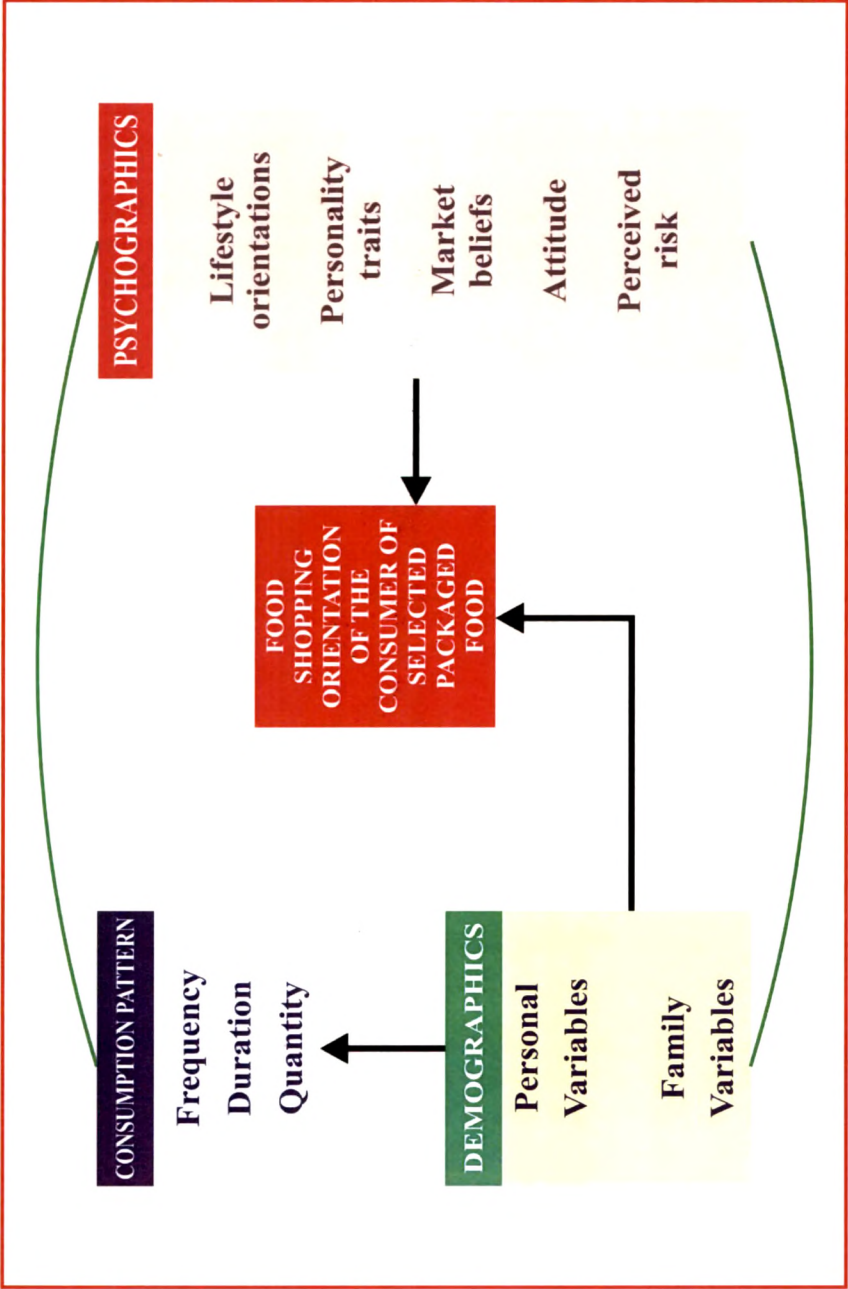 CONSUMPTION PATTERN
Frequency
Duration
Quantity
DEMOGRAPHICS
Personal
Variables
Family
Variables
FOOD
SHOPPING
ORIENTATION
OF THE
CONSUMER OF
SELECTED
PACKAGED
FOOD
PSYCHOGRAPHICS
Lifestyle
orientations
Personality
traits
Market
beliefs
Attitude
Perceived
risk